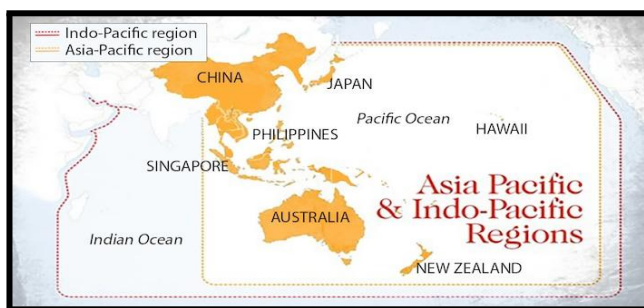 Indo-Pacific region
Asia-Pacific region
CHINA
JAPAN
Pacific Ocean
HAWAII
PHILIPPINES
SINGAPORE
Asia Pacific
& Indo-Pacific
Regions
AUSTRALIA
Indian Ocean
NEW ZEALAND